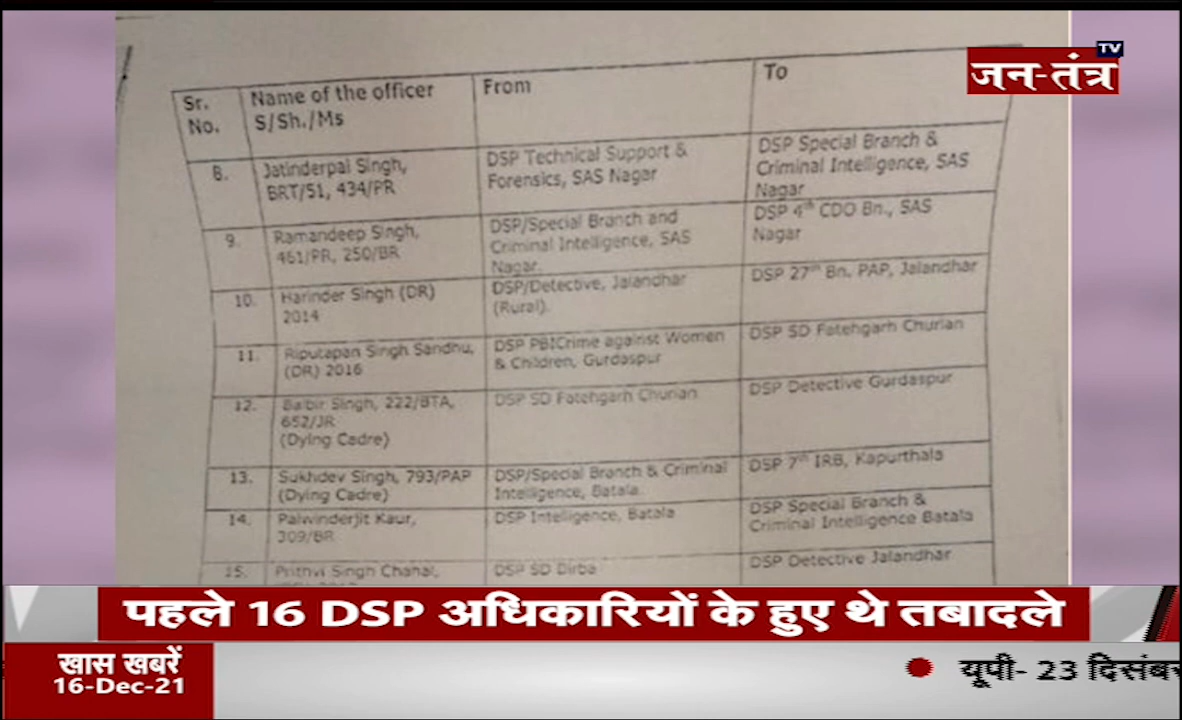 जन-तंत्र TV
Sr. No. Name of the officer S/Sh./Ms From To
8. Jatinderpal Singh, BRT/51, 434/PR DSP Technical Support & Forensics, SAS Nagar DSP Special Branch & Criminal Intelligence, SAS Nagar
9. Ramandeep Singh, 461/PR, 250/BR DSP/Special Branch and Criminal Intelligence, SAS Nagar. DSP 4th CDO Bn., SAS Nagar
10. Harinder Singh (DR) 2014 DSP/Detective, Jalandhar (Rural). DSP 27th Bn. PAP, Jalandhar
11. Riputapan Singh Sandhu, (DR) 2016 DSP PBICrime against Women & Children, Gurdaspur DSP SD Fatehgarh Churian
12. Balbir Singh, 222/BTA, 652/JR (Dying Cadre) DSP SD Fatehgarh Churian DSP Detective Gurdaspur
13. Sukhdev Singh, 793/PAP (Dying Cadre) DSP/Special Branch & Criminal Intelligence, Batala. DSP 7th IRB, Kapurthala
14. Palwinderjit Kaur, 309/BR DSP Intelligence, Batala DSP Special Branch & Criminal Intelligence Batala
15. Prithvi Singh Chahal, DSP SD Dirba DSP Detective Jalandhar
पहले 16 DSP अधिकारियों के हुए थे तबादले
खास खबरें
16-Dec-21
यूपी- 23 दिसंबर